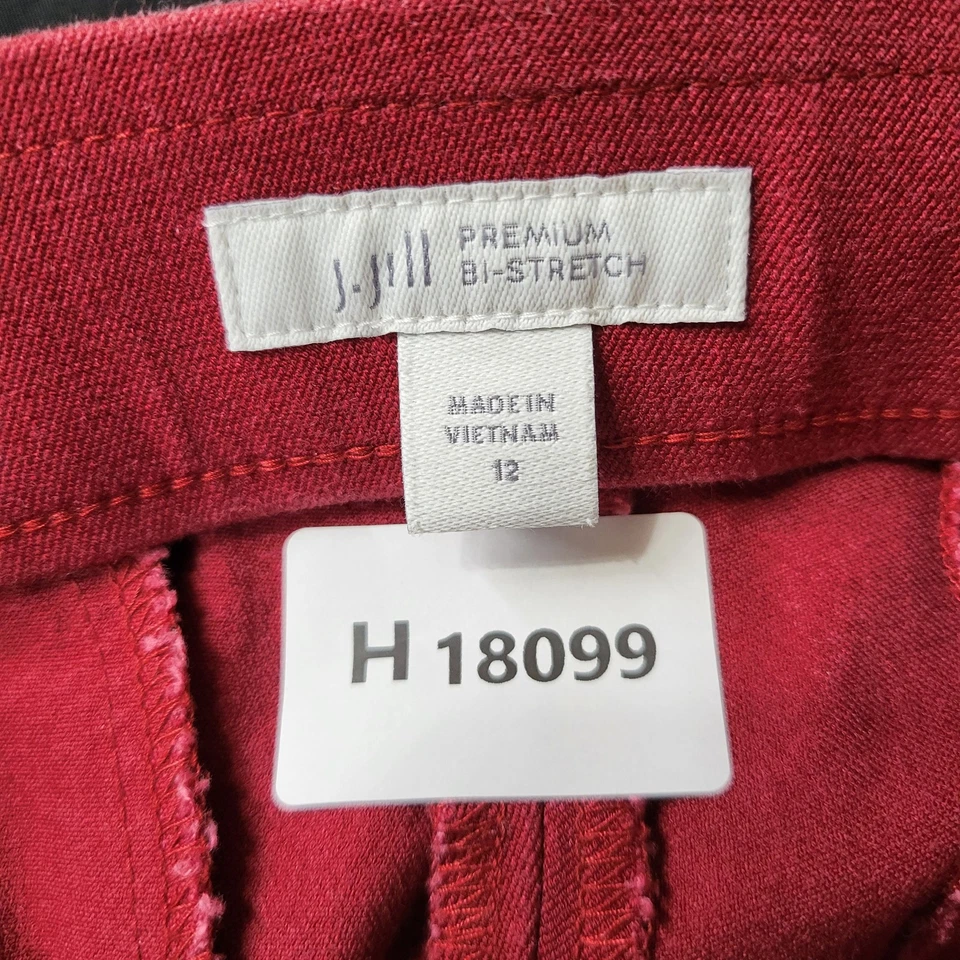 J.Jill PREMIUM
BI-STRETCH
MADE IN
VIETNAM
12
H 18099